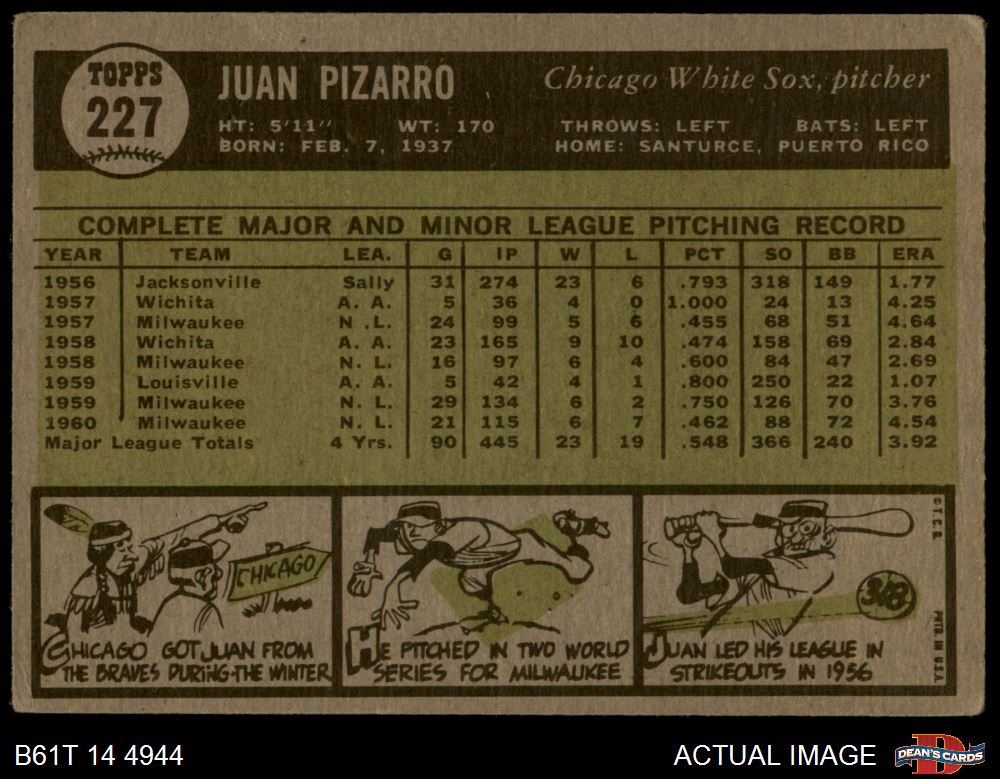 TOPPS
227
JUAN PIZARRO
Chicago White Sox, pitcher
HT: 5'11" WT: 170 THROWS: LEFT BATS: LEFT
BORN: FEB. 7, 1937 HOME: SANTURCE, PUERTO RICO
COMPLETE MAJOR AND MINOR LEAGUE PITCHING RECORD
YEAR TEAM LEA. G IP W L PCT SO BB ERA
1956 Jacksonville Sally 31 274 23 6 .793 318 149 1.77
1957 Wichita A. A. 5 36 4 0 1.000 24 13 4.25
1957 Milwaukee N .L. 24 99 5 6 .455 68 51 4.64
1958 Wichita A. A. 23 165 9 10 .474 158 69 2.84
1958 Milwaukee N. L. 16 97 6 4 .600 84 47 2.69
1959 Louisville A. A. 5 42 4 1 .800 250 22 1.07
1959 Milwaukee N. L. 29 134 6 2 .750 126 70 3.76
1960 Milwaukee N. L. 21 115 6 7 .462 88 72 4.54
Major League Totals 4 Yrs. 90 445 23 19 .548 366 240 3.92
CHICAGO
CHICAGO GOT JUAN FROM
THE BRAVES DURING THE WINTER
HE PITCHED IN TWO WORLD
SERIES FOR MILWAUKEE
318
JUAN LED HIS LEAGUE IN
STRIKEOUTS IN 1956
© T.C.G.
PRTD. IN U.S.A.
B61T 14 4944
ACTUAL IMAGE
DEAN'S CARDS